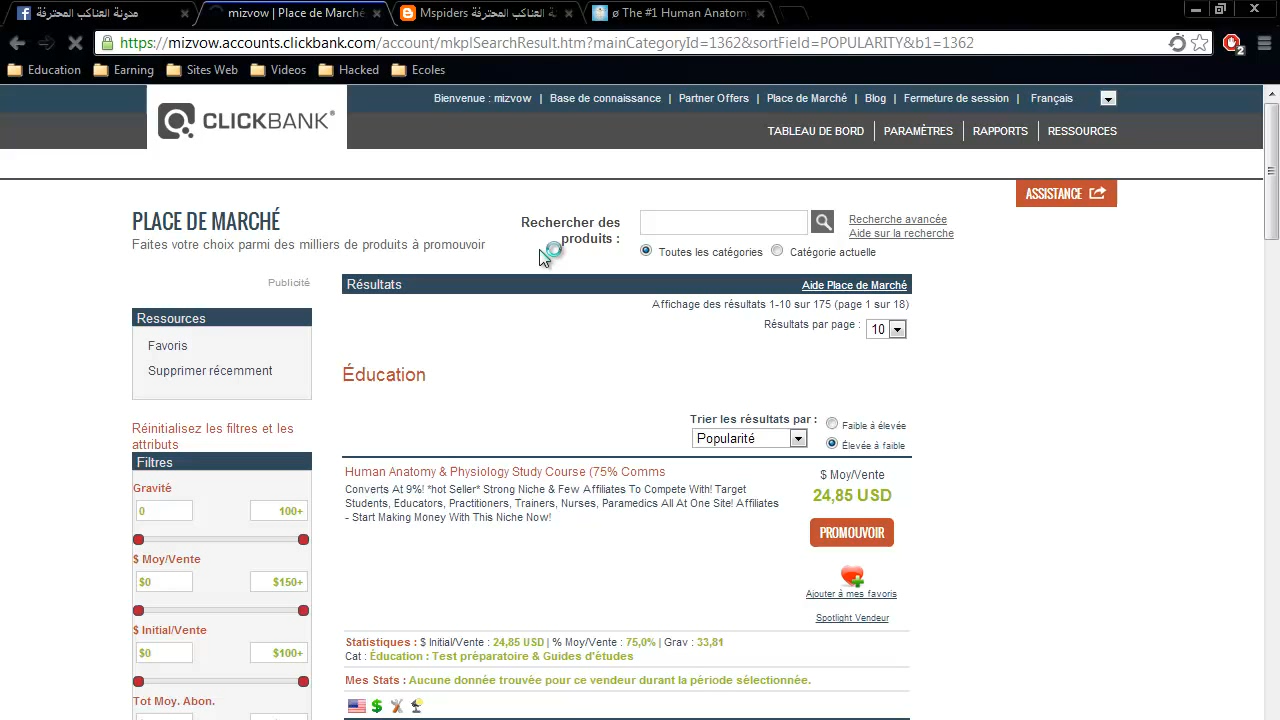 مدونة العناكب المحترفة
mizvow | Place de Marché
Mspiders مدونة العناكب المحترفة
ø The #1 Human Anatom
https://mizvow.accounts.clickbank.com/account/mkplSearchResult.htm?mainCategoryId=1362&sortField=POPULARITY&b1=1362
2
Education Earning Sites Web Videos Hacked Ecoles
Bienvenue : mizvow | Base de connaissance | Partner Offers | Place de Marché | Blog | Fermeture de session | Français
CLICKBANK®
TABLEAU DE BORD | PARAMÈTRES | RAPPORTS | RESSOURCES
ASSISTANCE
PLACE DE MARCHÉ
Faites votre choix parmi des milliers de produits à promouvoir
Rechercher des
produits :
Recherche avancée
Aide sur la recherche
Toutes les catégories Catégorie actuelle
Publicité
Ressources
Favoris
Supprimer récemment
Réinitialisez les filtres et les
attributs
Filtres
Gravité
0 100+
$ Moy/Vente
$0 $150+
$ Initial/Vente
$0 $100+
Tot Moy. Abon.
Résultats Aide Place de Marché
Affichage des résultats 1-10 sur 175 (page 1 sur 18)
Résultats par page : 10
Éducation
Trier les résultats par :
Popularité
Faible à élevée
Élevée à faible
Human Anatomy & Physiology Study Course (75% Comms
Converts At 9%! *hot Seller* Strong Niche & Few Affiliates To Compete With! Target
Students, Educators, Practitioners, Trainers, Nurses, Paramedics All At One Site! Affiliates
- Start Making Money With This Niche Now!
$ Moy/Vente
24,85 USD
PROMOUVOIR
Ajouter à mes favoris
Spotlight Vendeur
Statistiques : $ Initial/Vente : 24,85 USD | % Moy/Vente : 75,0% | Grav : 33,81
Cat : Éducation : Test préparatoire & Guides d'études
Mes Stats : Aucune donnée trouvée pour ce vendeur durant la période sélectionnée.